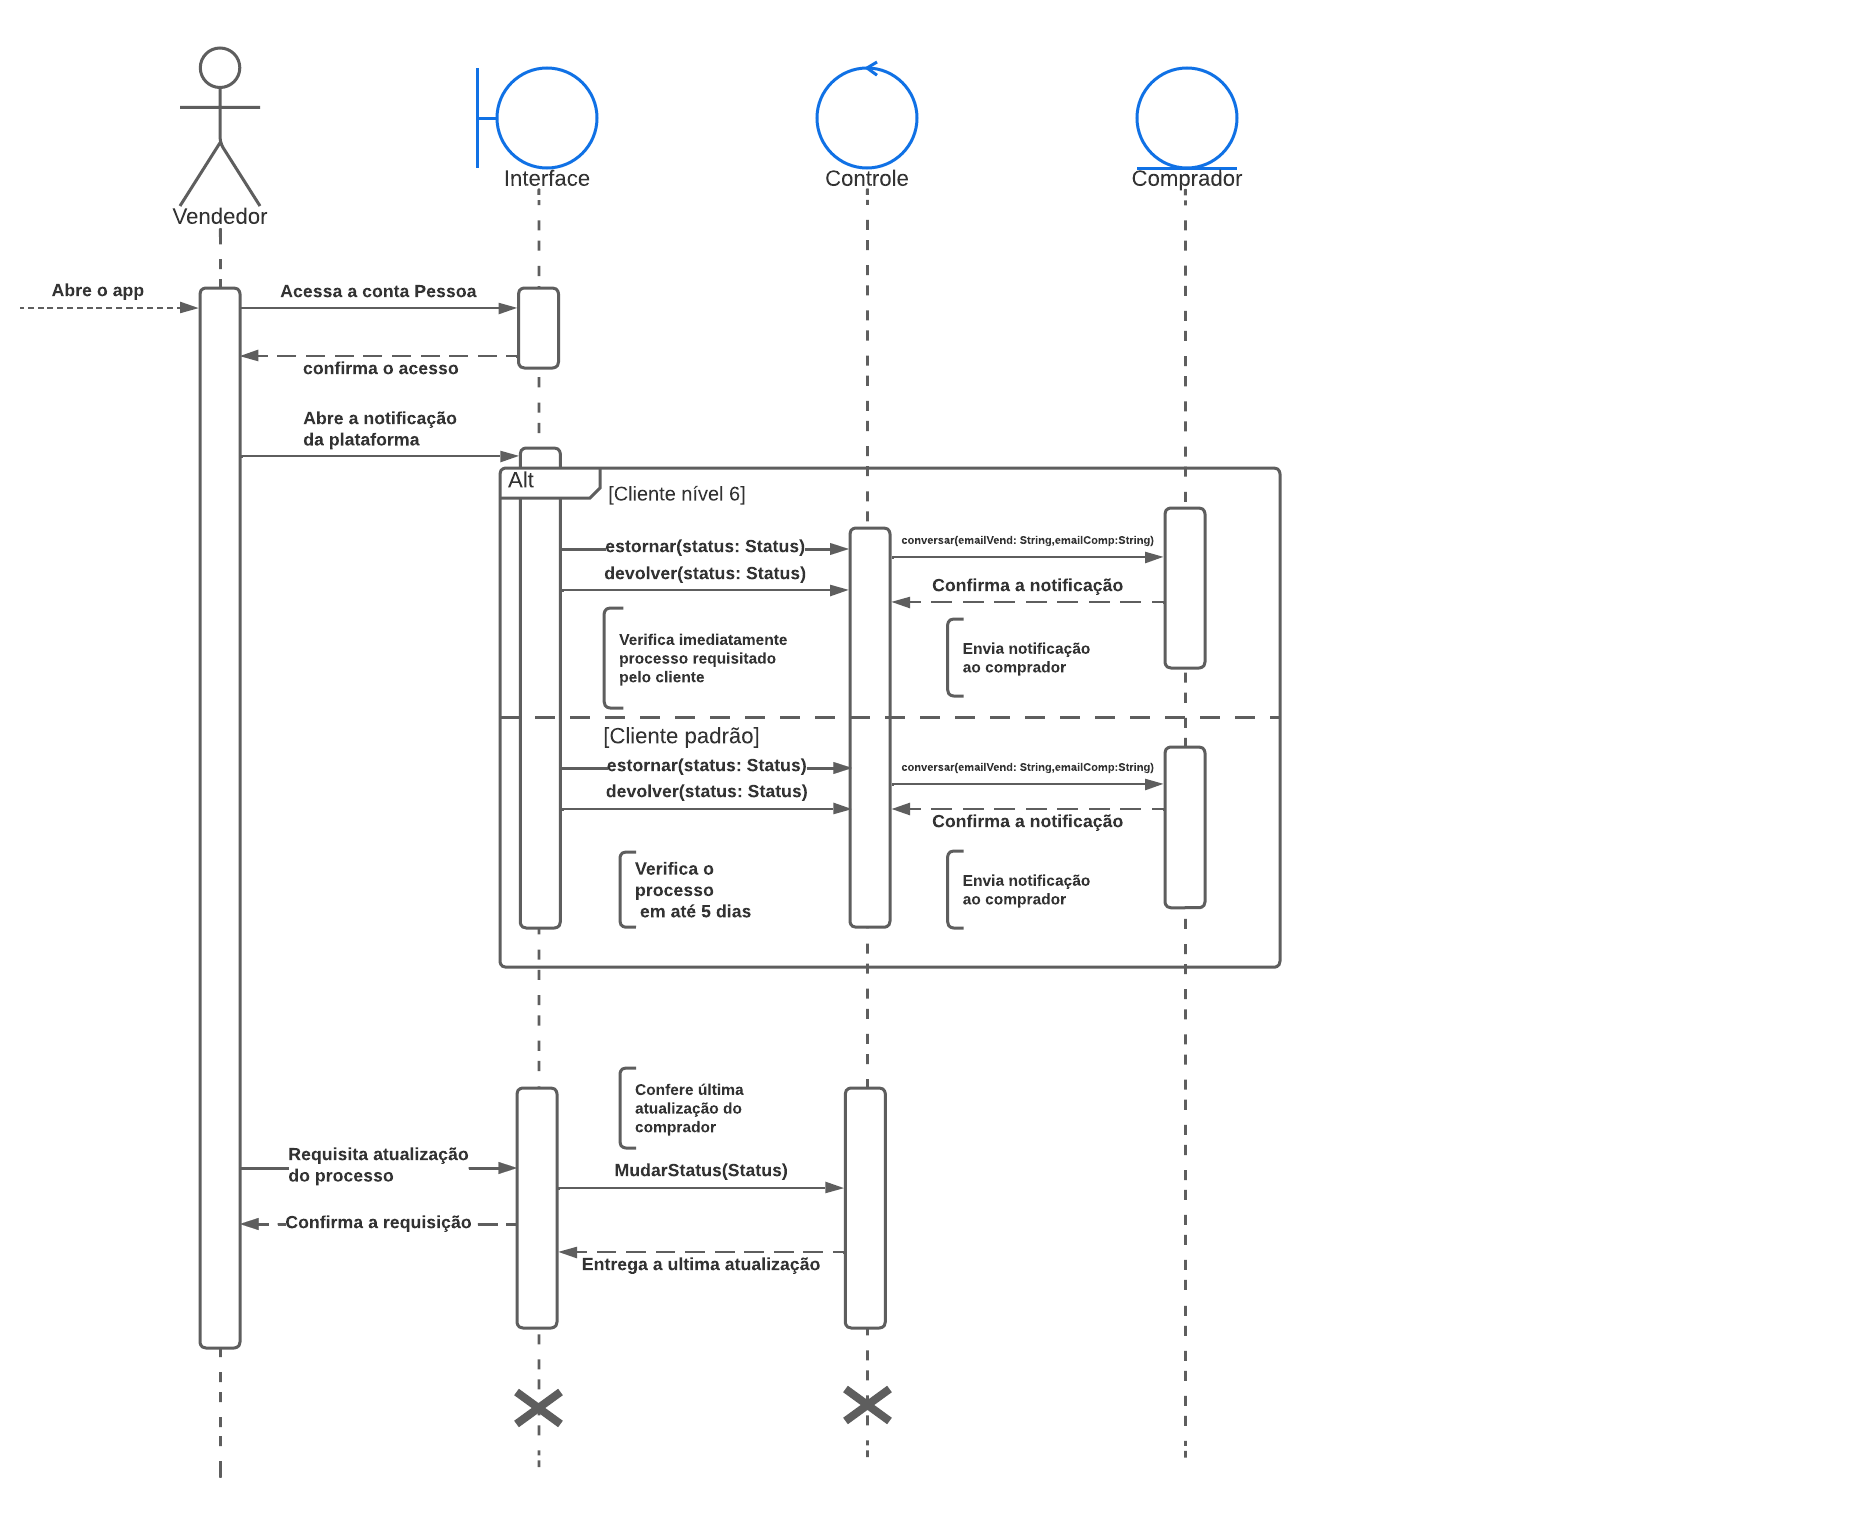 Vendedor
Interface
Controle
Comprador
Abre o app
Acessa a conta Pessoa
confirma o acesso
Abre a notificação
da plataforma
Alt
[Cliente nível 6]
estornar(status: Status)
conversar(emailVend: String,emailComp:String)
devolver(status: Status)
Confirma a notificação
Verifica imediatamente
processo requisitado
pelo cliente
Envia notificação
ao comprador
[Cliente padrão]
estornar(status: Status)
conversar(emailVend: String,emailComp:String)
devolver(status: Status)
Confirma a notificação
Verifica o
processo
em até 5 dias
Envia notificação
ao comprador
Confere última
atualização do
comprador
Requisita atualização
do processo
MudarStatus(Status)
Confirma a requisição
Entrega a ultima atualização